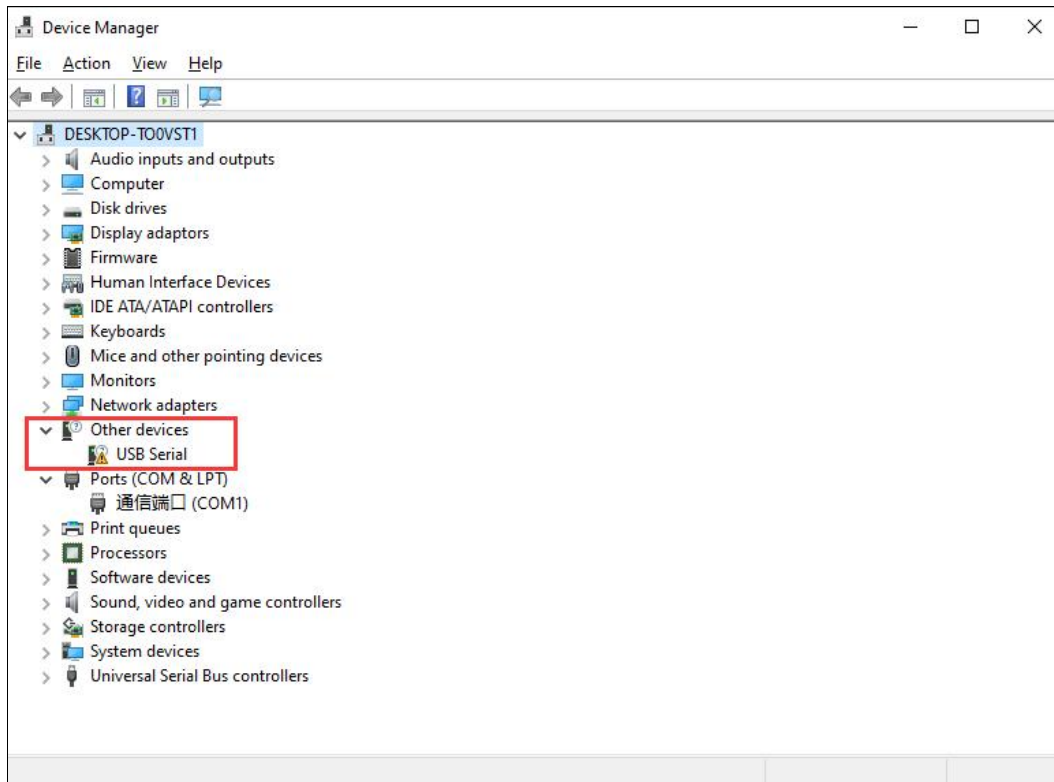 Device Manager
File Action View Help
DESKTOP-TO0VST1
Audio inputs and outputs
Computer
Disk drives
Display adaptors
Firmware
Human Interface Devices
IDE ATA/ATAPI controllers
Keyboards
Mice and other pointing devices
Monitors
Network adapters
Other devices
USB Serial
Ports (COM & LPT)
通信端口 (COM1)
Print queues
Processors
Software devices
Sound, video and game controllers
Storage controllers
System devices
Universal Serial Bus controllers